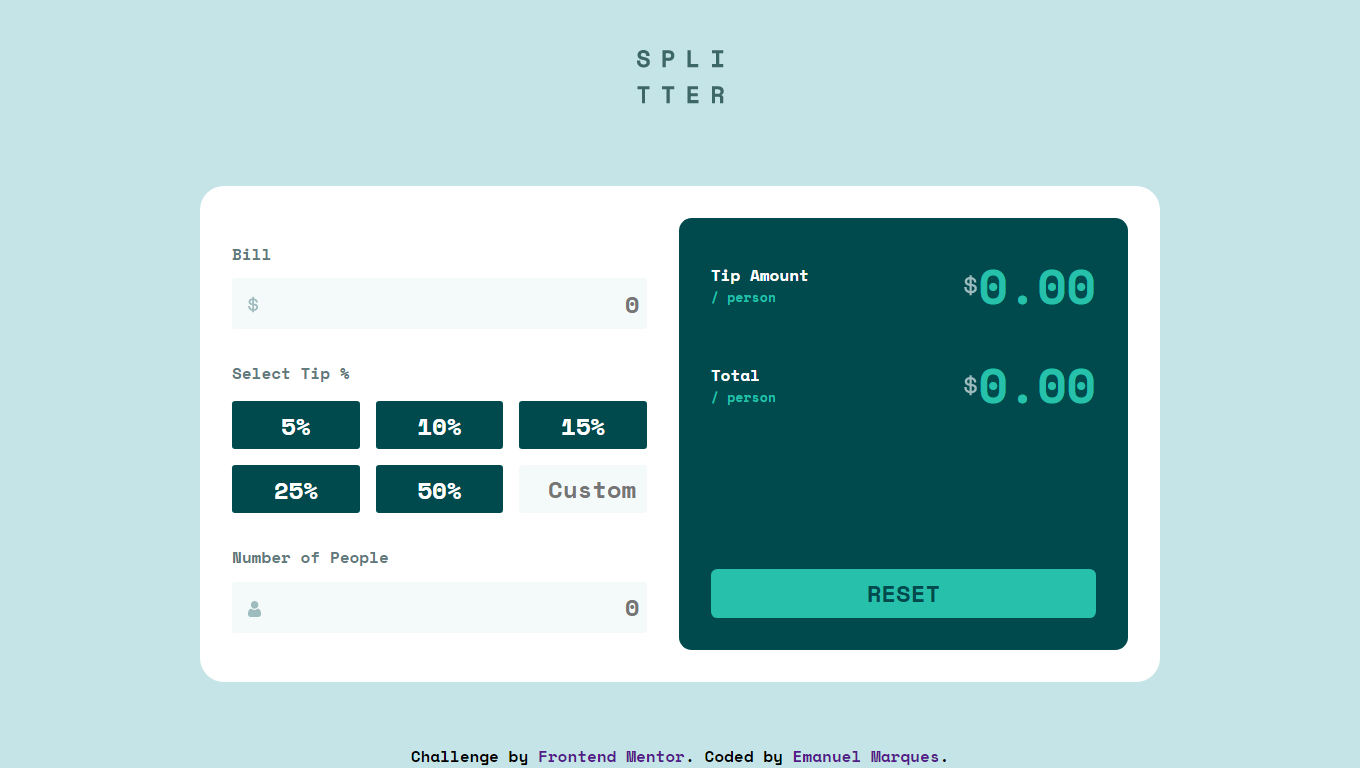 SPLI
TTER
Bill
$ 0
Select Tip %
5% 10% 15%
25% 50% Custom
Number of People
0
Tip Amount
/ person
$0.00
Total
/ person
$0.00
RESET
Challenge by Frontend Mentor. Coded by Emanuel Marques.